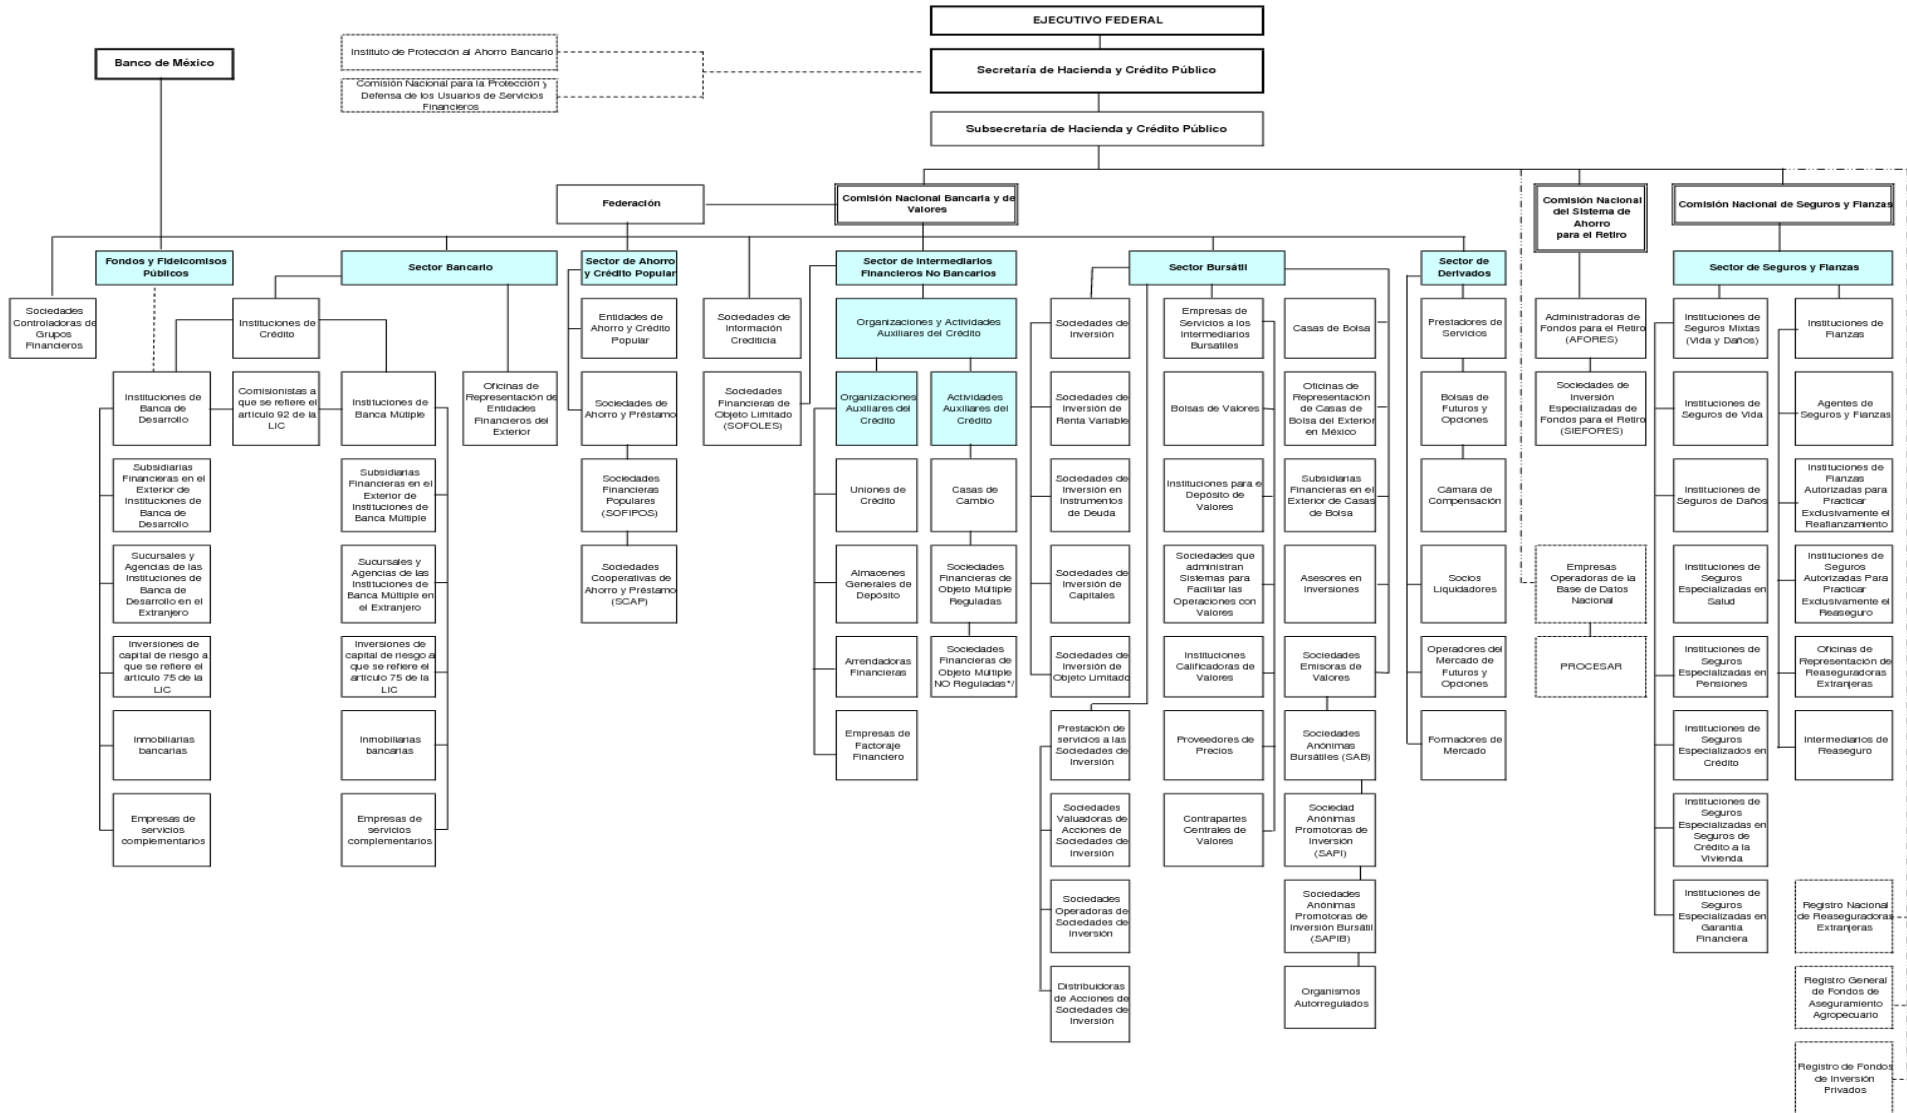 EJECUTIVO FEDERAL
Instituto de Protección al Ahorro Bancario
Banco de México
Secretaría de Hacienda y Crédito Público
Comisión Nacional para la Protección y
Defensa de los Usuarios de Servicios
Financieros
Subsecretaría de Hacienda y Crédito Público
Federación
Comisión Nacional Bancaria y de
Valores
Comisión Nacional
del Sistema de
Ahorro
para el Retiro
Comisión Nacional de Seguros y Fianzas
Fondos y Fideicomisos
Públicos
Sector Bancario
Sector de Ahorro
y Crédito Popular
Sector de Intermediarios
Financieros No Bancarios
Sector Bursátil
Sector de
Derivados
Sector de Seguros y Fianzas
Sociedades
Controladoras de
Grupos
Financieros
Instituciones de
Crédito
Entidades de
Ahorro y Crédito
Popular
Sociedades de
Información
Crediticia
Organizaciones y Actividades
Auxiliares del Crédito
Sociedades de
Inversión
Empresas de
Servicios a los
Intermediarios
Bursatiles
Casas de Bolsa
Prestadores de
Servicios
Administradoras de
Fondos para el Retiro
(AFORES)
Instituciones de
Seguros Mixtas
(Vida y Daños)
Instituciones de
Fianzas
Instituciones de
Banca de
Desarrollo
Comisionistas a
que se refiere el
artículo 92 de la
LIC
Instituciones de
Banca Mútiple
Oficinas de
Representación de
Entidades
Financieros del
Exterior
Sociedades de
Ahorro y Préstamo
Sociedades
Financieras de
Objeto Limitado
(SOFOLES)
Organizaciones
Auxiliares del
Crédito
Actividades
Auxiliares del
Crédito
Sociedades de
Inversión de
Renta Variable
Bolsas de Valores
Oficinas de
Representación
de Casas de
Bolsa del Exterior
en México
Bolsas de
Futuros y
Opciones
Sociedades de
Inversión
Especializadas de
Fondos para el Retiro
(SIEFORES)
Instituciones de
Seguros de Vida
Agentes de
Seguros y Fianzas
Subsidiarias
Financieras en el
Exterior de
Instituciones de
Banca de
Desarrollo
Subsidiarias
Financieras en el
Exterior de
Instituciones de
Banca Múltiple
Sociedades
Financieras
Populares
(SOFIPOS)
Uniones de
Crédito
Casas de
Cambio
Sociedades de
Inversión en
Instrumentos
de Deuda
Instituciones para el
Depósito de
Valores
Subsidiarias
Financieras en el
Exterior de Casas
de Bolsa
Cámara de
Compensación
Instituciones de
Seguros de Daños
Instituciones de
Fianzas
Autorizadas para
Practicar
Exclusivamente el
Reafianzamiento
Sucursales y
Agencias de las
Instituciones de
Banca de
Desarrollo en el
Extranjero
Sucursales y
Agencias de las
Instituciones de
Banca Múltiple en
el Extranjero
Sociedades
Cooperativas de
Ahorro y Préstamo
(SCAP)
Almacenes
Generales de
Depósito
Sociedades
Financieras de
Objeto Múltiple
Reguladas
Sociedades de
Inversión de
Capitales
Sociedades que
administran
Sistemas para
Facilitar las
Operaciones con
Valores
Asesores en
Inversiones
Socios
Liquidadores
Empresas
Operadoras de la
Base de Datos
Nacional
Instituciones de
Seguros
Especializadas en
Salud
Instituciones de
Seguros
Autorizadas Para
Practicar
Exclusivamente el
Reaseguro
Inversiones de
capital de riesgo a
que se refiere el
artículo 75 de la
LIC
Inversiones de
capital de riesgo a
que se refiere el
artículo 75 de la
LIC
Arrendadoras
Financieras
Sociedades
Financieras de
Objeto Múltiple
NO Reguladas*/
Sociedades de
Inversión de
Objeto Limitado
Instituciones
Calificadoras de
Valores
Sociedades
Emisoras de
Valores
Operadores del
Mercado de
Futuros y
Opciones
PROCESAR
Instituciones de
Seguros
Especializadas en
Pensiones
Oficinas de
Representación de
Reaseguradoras
Extranjeras
Inmobiliarias
bancarias
Inmobiliarias
bancarias
Empresas de
Factoraje
Financiero
Prestación de
servicios a las
Sociedades de
Inversión
Proveedores de
Precios
Sociedades
Anónimas
Bursátiles (SAB)
Formadores de
Mercado
Instituciones de
Seguros
Especializados en
Crédito
Intermediarios de
Reaseguro
Empresas de
servicios
complementarios
Empresas de
servicios
complementarios
Sociedades
Valuadoras de
Acciones de
Sociedades de
Inversión
Contrapartes
Centrales de
Valores
Sociedad
Anónimas
Promotoras de
Inversión
(SAPI)
Instituciones de
Seguros
Especializadas en
Seguros de
Crédito a la
Vivienda
Sociedades
Operadoras de
Sociedades de
Inversión
Sociedades
Anónimas
Promotoras de
Inversión Bursátil
(SAPIB)
Instituciones de
Seguros
Especializadas en
Garantía
Financiera
Registro Nacional
de Reaseguradoras
Extranjeras
Distribuidoras
de Acciones de
Sociedades de
Inversión
Organismos
Autorregulados
Registro General
de Fondos de
Aseguramiento
Agropecuario
Registro de Fondos
de Inversión
Privados